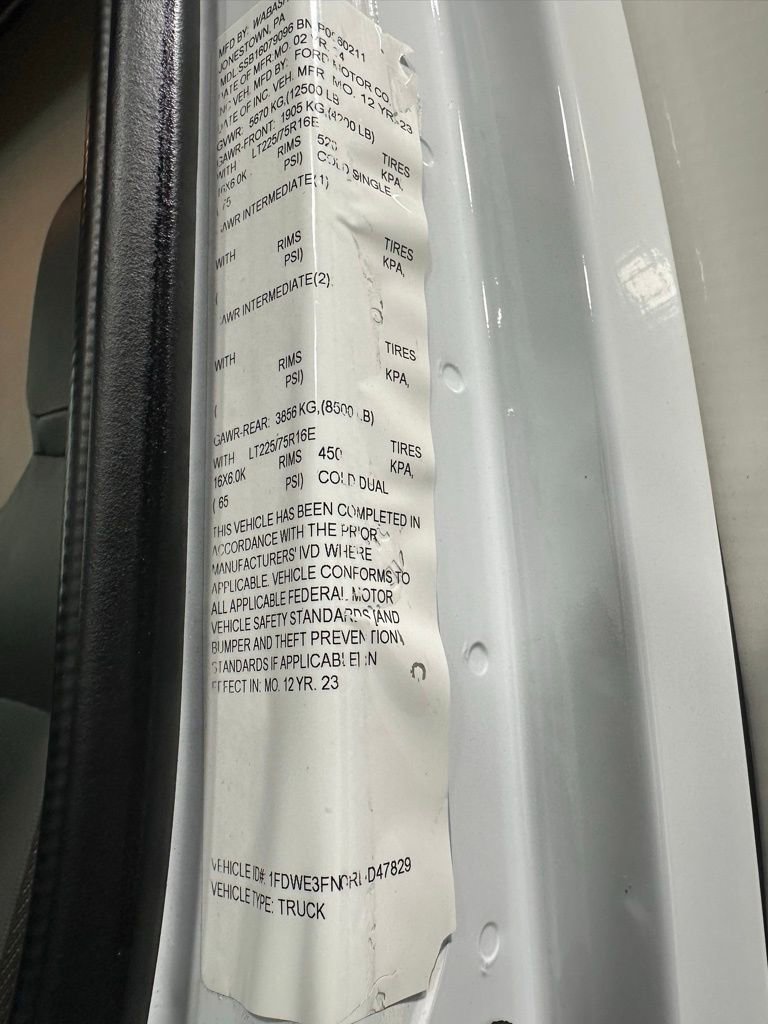 MFD BY: WABASH
JONESTOWN, PA
MDL SSB16079096 BN
DATE OF MFR MO. 02 YR. 24
INC VEH. MFD BY: FORD MOTOR CO
DATE OF INC. VEH. MFR MO. 12 YR. 23
GVWR: 5670 KG,(12500 LB
GAWR-FRONT: 1905 KG,(4200 LB)
WITH LT225/75R16E TIRES
16X6.0K RIMS 520 KPA,
( 75 PSI) COLD SINGLE
GAWR INTERMEDIATE(1)
WITH TIRES
RIMS KPA,
( PSI)
GAWR INTERMEDIATE(2)
WITH TIRES
RIMS KPA,
( PSI)
GAWR-REAR: 3856 KG,(8500 LB)
WITH LT225/75R16E TIRES
16X6.0K RIMS 450 KPA,
( 65 PSI) COLD DUAL
THIS VEHICLE HAS BEEN COMPLETED IN
ACCORDANCE WITH THE PRIOR
MANUFACTURERS' IVD WHERE
APPLICABLE. VEHICLE CONFORMS TO
ALL APPLICABLE FEDERAL MOTOR
VEHICLE SAFETY STANDARDS [AND
BUMPER AND THEFT PREVENTION]
STANDARDS IF APPLICABLE] IN
EFFECT IN: MO. 12 YR. 23
VEHICLE ID#:
VEHICLE TYPE: TRUCK